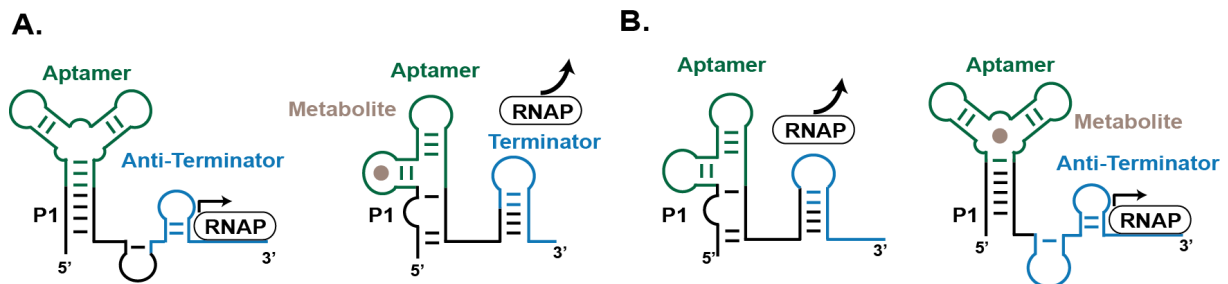 A.
Aptamer
Anti-Terminator
P1
RNAP
5’
3’
Aptamer
Metabolite
RNAP
Terminator
P1
5’
3’
B.
Aptamer
RNAP
P1
5’
3’
Aptamer
Metabolite
Anti-Terminator
P1
RNAP
5’
3’